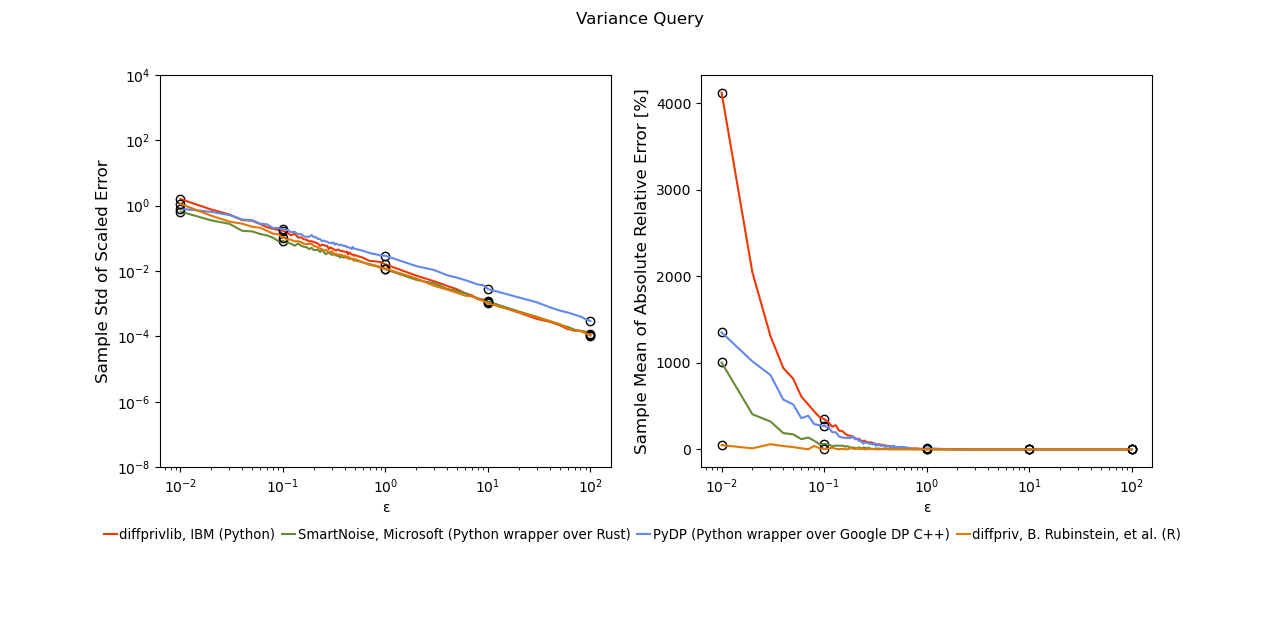 Variance Query
Sample Std of Scaled Error
10^4
10^2
10^0
10^−2
10^−4
10^−6
10^−8
10^−2 10^−1 10^0 10^1 10^2
ε
Sample Mean of Absolute Relative Error [%]
4000
3000
2000
1000
0
10^−2 10^−1 10^0 10^1 10^2
ε
diffprivlib, IBM (Python) SmartNoise, Microsoft (Python wrapper over Rust) PyDP (Python wrapper over Google DP C++) diffpriv, B. Rubinstein, et al. (R)